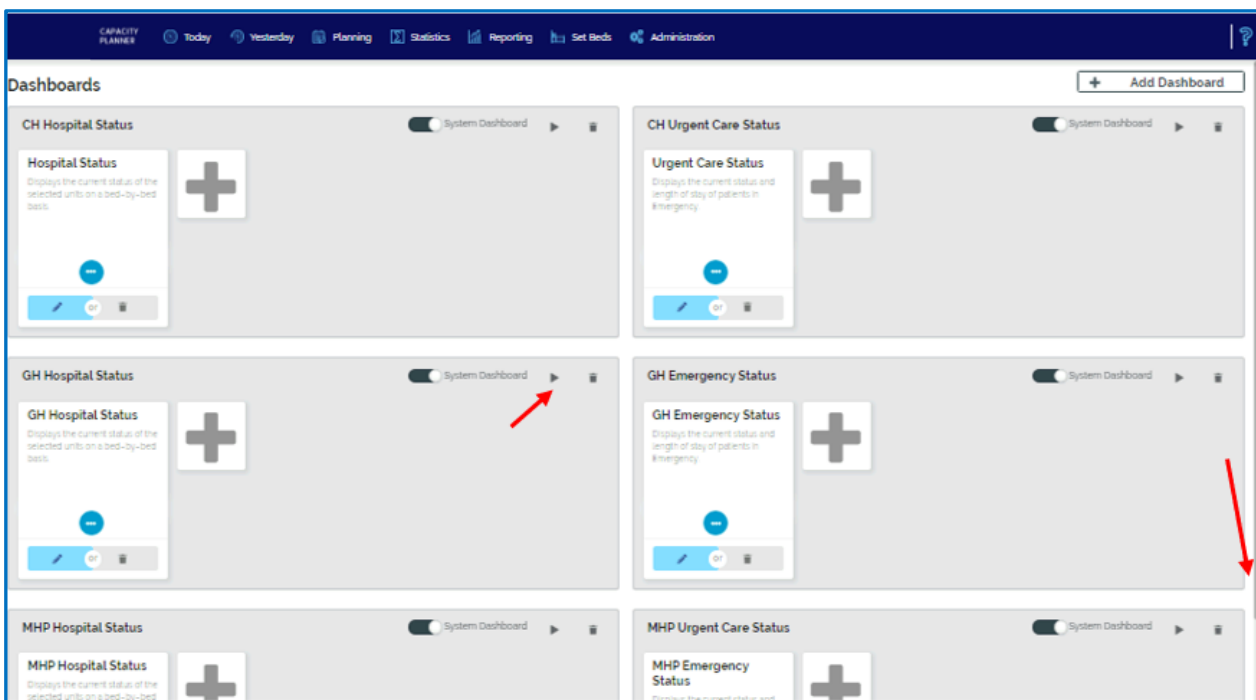 CAPACITY
PLANNER
Today
Yesterday
Planning
Statistics
Reporting
Set Beds
Administration
Dashboards
Add Dashboard
CH Hospital Status
System Dashboard
Hospital Status
Displays the current status of the
selected units on a bed-by-bed
basis.
or
CH Urgent Care Status
System Dashboard
Urgent Care Status
Displays the current status and
length of stay of patients in
Emergency
or
GH Hospital Status
System Dashboard
GH Hospital Status
Displays the current status of the
selected units on a bed-by-bed
basis.
or
GH Emergency Status
System Dashboard
GH Emergency Status
Displays the current status and
length of stay of patients in
Emergency
or
MHP Hospital Status
System Dashboard
MHP Hospital Status
Displays the current status of the
selected units on a bed-by-bed
MHP Urgent Care Status
System Dashboard
MHP Emergency
Status
Displays the current status and